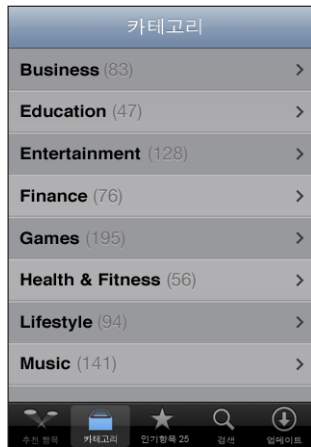 카테고리
Business (83)
Education (47)
Entertainment (128)
Finance (76)
Games (195)
Health & Fitness (56)
Lifestyle (94)
Music (141)
추천 항목 카테고리 인기항목 25 검색 업데이트